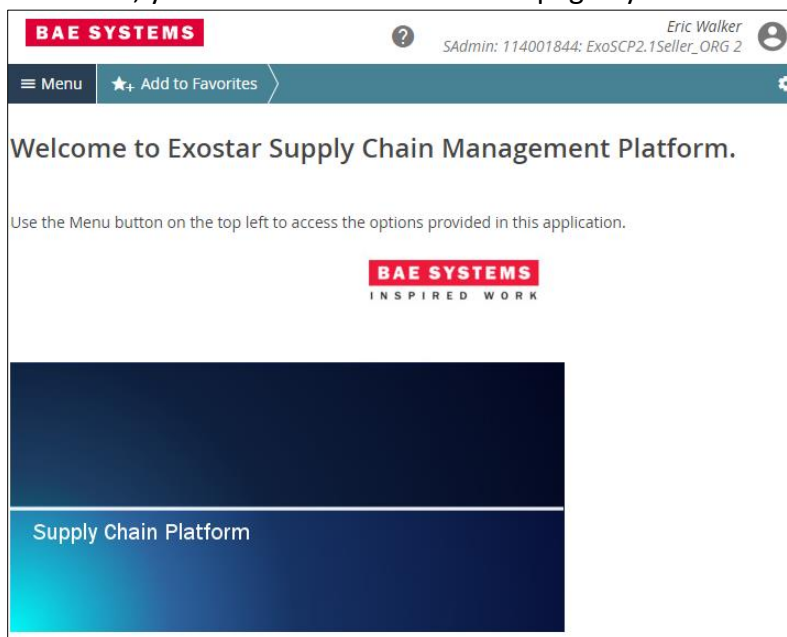 BAE SYSTEMS
Eric Walker
SAdmin: 114001844: ExoSCP2.1Seller_ORG 2
Menu
Add to Favorites
Welcome to Exostar Supply Chain Management Platform.
Use the Menu button on the top left to access the options provided in this application.
BAE SYSTEMS
INSPIRED WORK
Supply Chain Platform